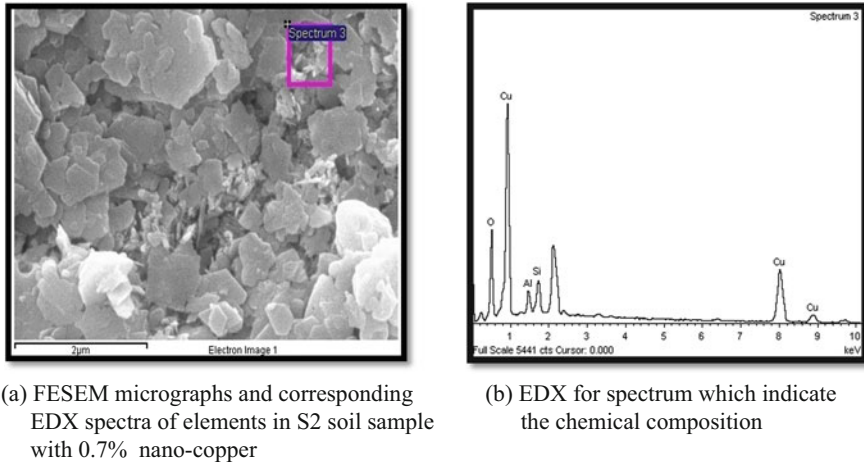 Spectrum 3
2µm
Electron Image 1
Spectrum 3
Cu
O
Al
Si
Cu
Cu
1 2 3 4 5 6 7 8 9 10
Full Scale 5441 cts Cursor: 0.000
keV
(a) FESEM micrographs and corresponding
EDX spectra of elements in S2 soil sample
with 0.7% nano-copper
(b) EDX for spectrum which indicate
the chemical composition